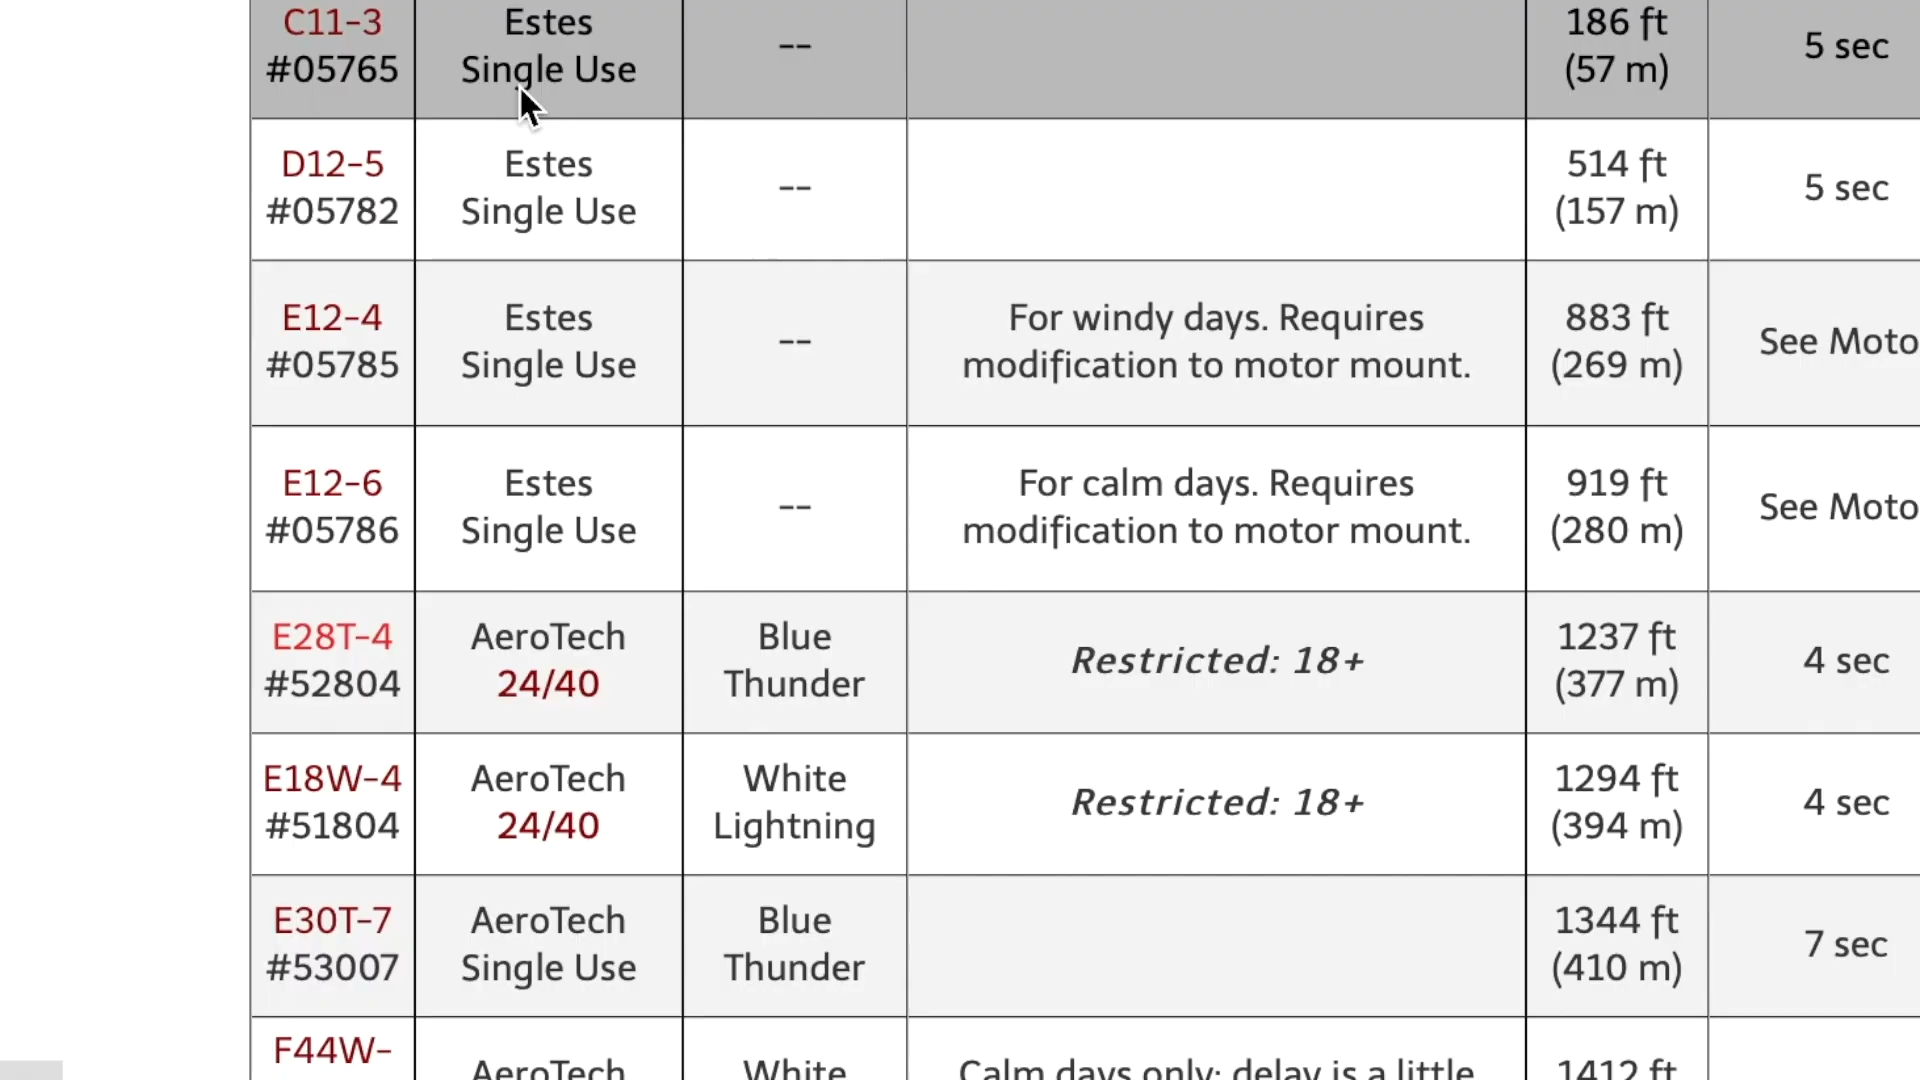 C11-3
#05765
Estes
Single Use
--
186 ft
(57 m)
5 sec
D12-5
#05782
Estes
Single Use
--
514 ft
(157 m)
5 sec
E12-4
#05785
Estes
Single Use
--
For windy days. Requires
modification to motor mount.
883 ft
(269 m)
See Moto
E12-6
#05786
Estes
Single Use
--
For calm days. Requires
modification to motor mount.
919 ft
(280 m)
See Moto
E28T-4
#52804
AeroTech
24/40
Blue
Thunder
Restricted: 18+
1237 ft
(377 m)
4 sec
E18W-4
#51804
AeroTech
24/40
White
Lightning
Restricted: 18+
1294 ft
(394 m)
4 sec
E30T-7
#53007
AeroTech
Single Use
Blue
Thunder
1344 ft
(410 m)
7 sec
F44W-
AeroTech
White
Calm days only; delay is a little
1412 ft